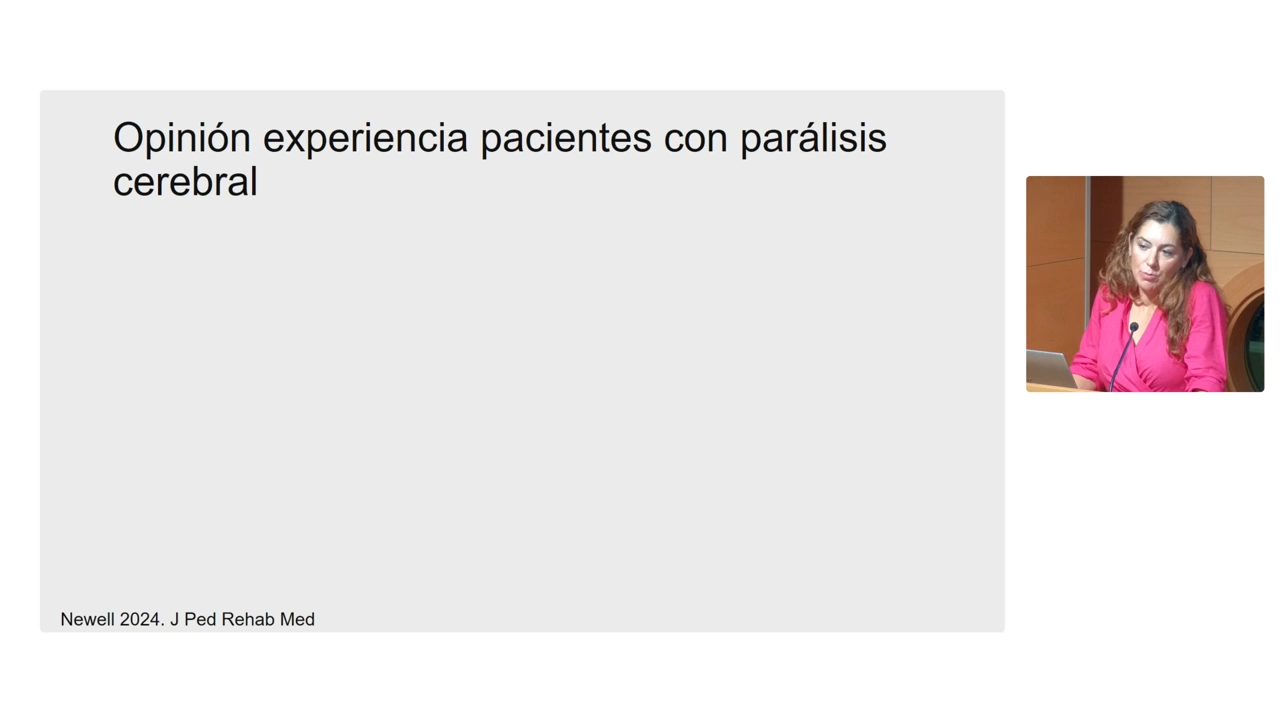 Opinión experiencia pacientes con parálisis
cerebral
Newell 2024. J Ped Rehab Med